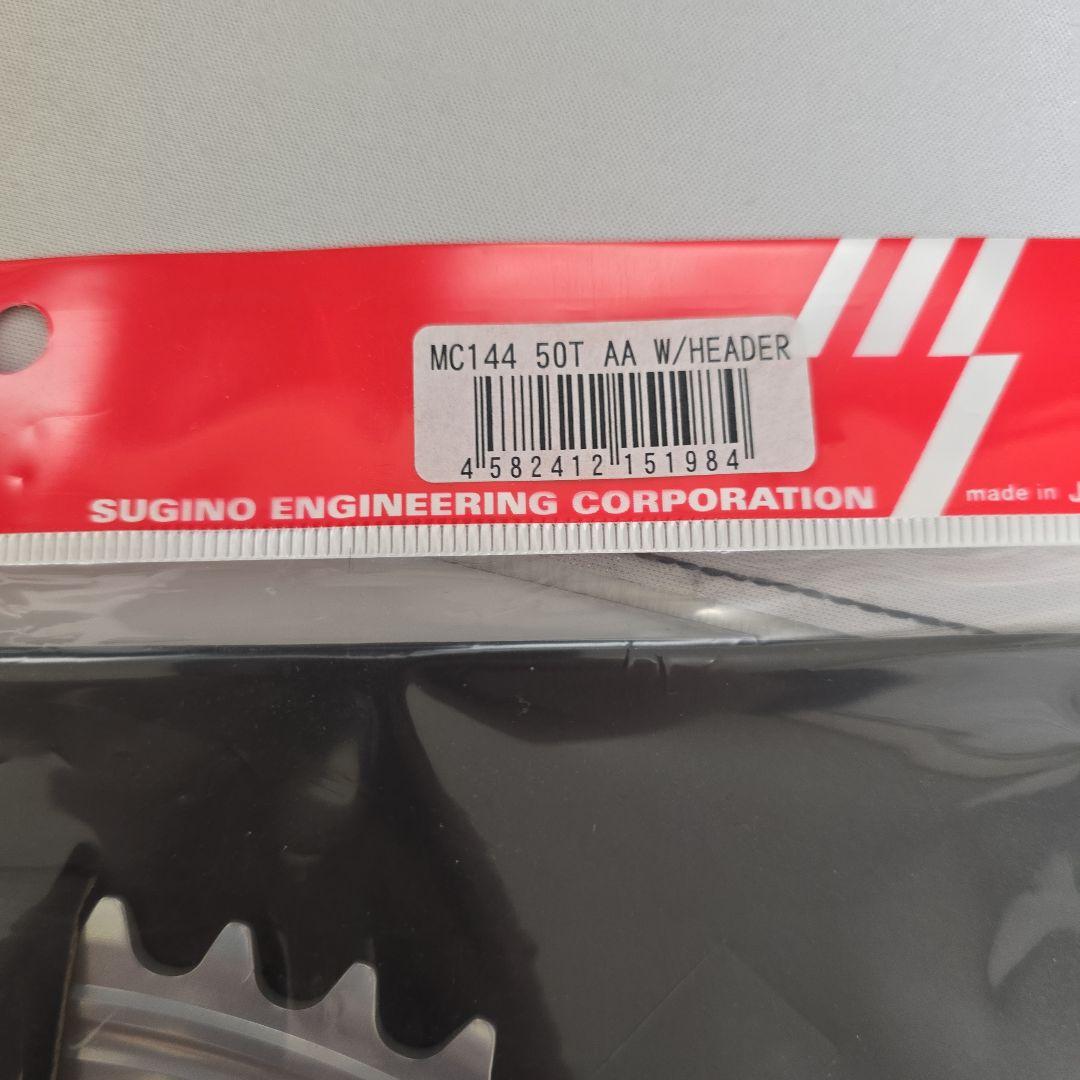 MC144 50T AA W/HEADER
4 582412 151984
SUGINO ENGINEERING CORPORATION
made in J